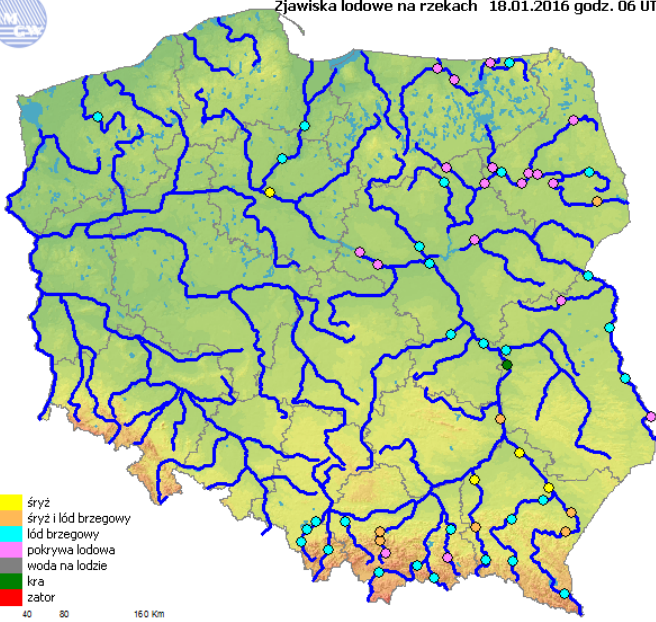 Zjawiska lodowe na rzekach 18.01.2016 godz. 06 UT
śryż
śryż i lód brzegowy
lód brzegowy
pokrywa lodowa
woda na lodzie
kra
zator
40 80 160 Km